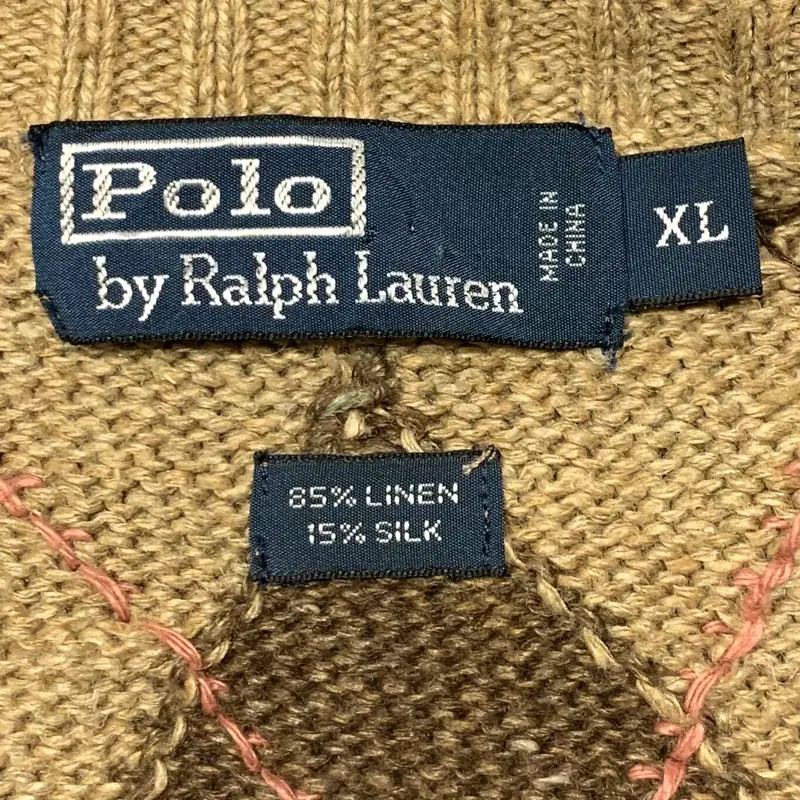 Polo
by Ralph Lauren
MADE IN
CHINA
XL
85% LINEN
15% SILK